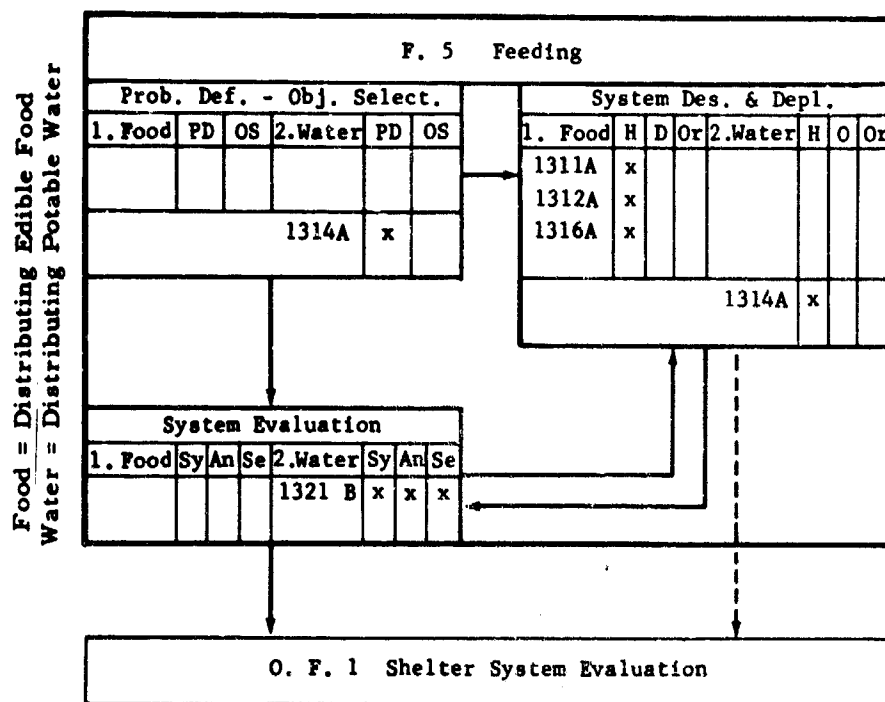 Food = Distributing Edible Food
Water = Distributing Potable Water
F. 5 Feeding
Prob. Def. - Obj. Select.
1. Food PD OS 2.Water PD OS
1314A x
System Des. & Depl.
1. Food H D Or 2.Water H O Or
1311A x
1312A x
1316A x
1314A x
System Evaluation
1. Food Sy An Se 2.Water Sy An Se
1321 B x x x
O. F. 1 Shelter System Evaluation